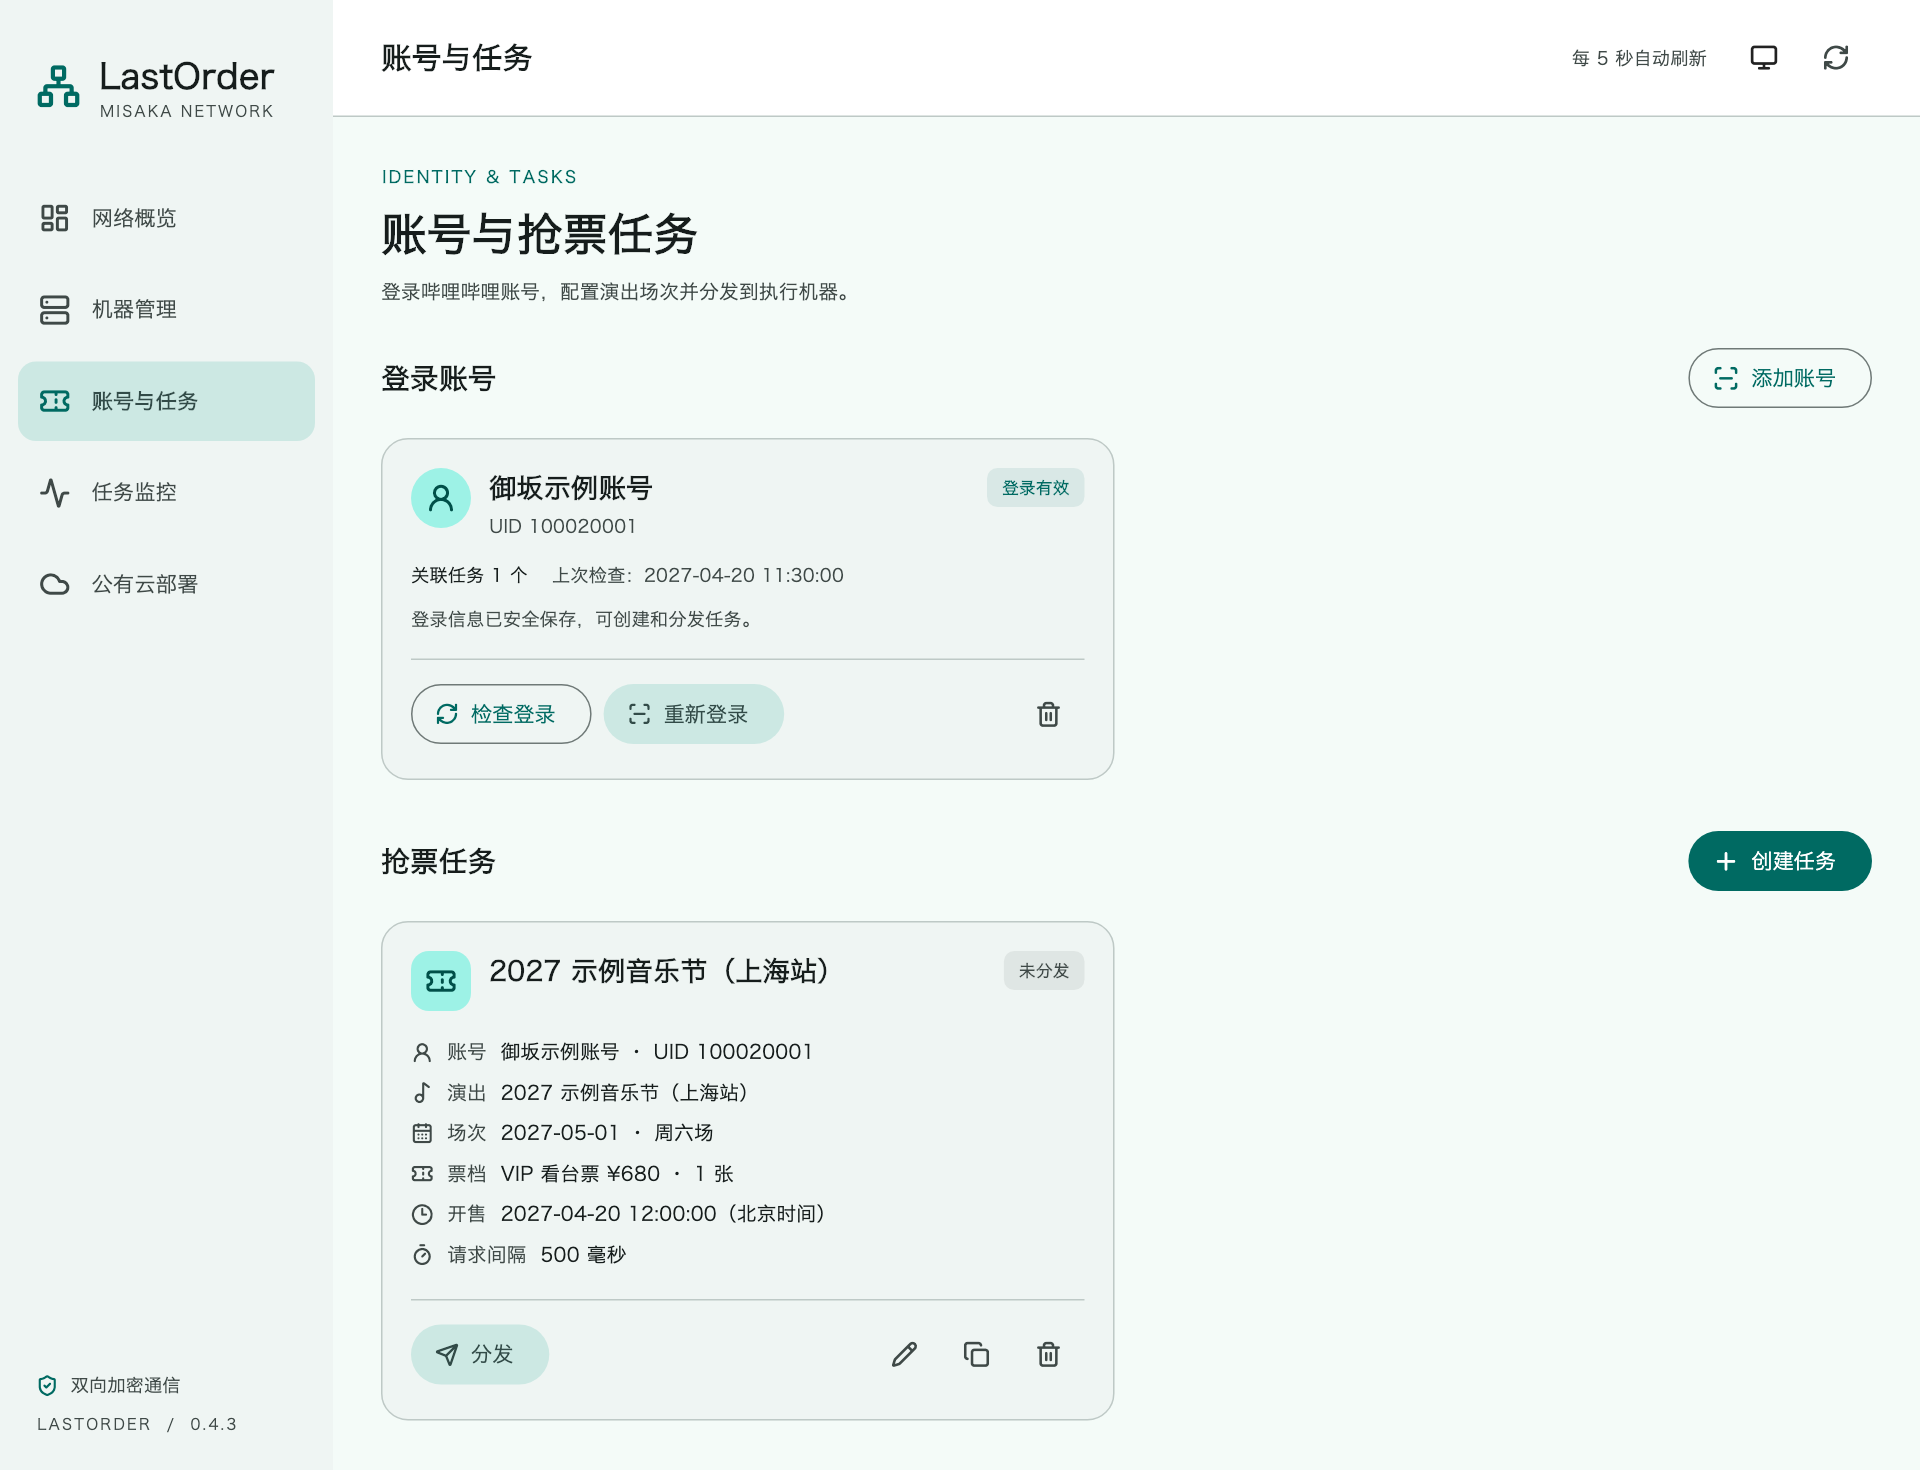 LastOrder
MISAKA NETWORK
网络概览
机器管理
账号与任务
任务监控
公有云部署
双向加密通信
LASTORDER / 0.4.3
账号与任务
每 5 秒自动刷新
IDENTITY & TASKS
账号与抢票任务
登录哔哩哔哩账号，配置演出场次并分发到执行机器。
登录账号
添加账号
御坂示例账号
登录有效
UID 100020001
关联任务 1 个 上次检查：2027-04-20 11:30:00
登录信息已安全保存，可创建和分发任务。
检查登录
重新登录
抢票任务
创建任务
2027 示例音乐节（上海站）
未分发
账号 御坂示例账号 · UID 100020001
演出 2027 示例音乐节（上海站）
场次 2027-05-01 · 周六场
票档 VIP 看台票 ¥680 · 1 张
开售 2027-04-20 12:00:00（北京时间）
请求间隔 500 毫秒
分发